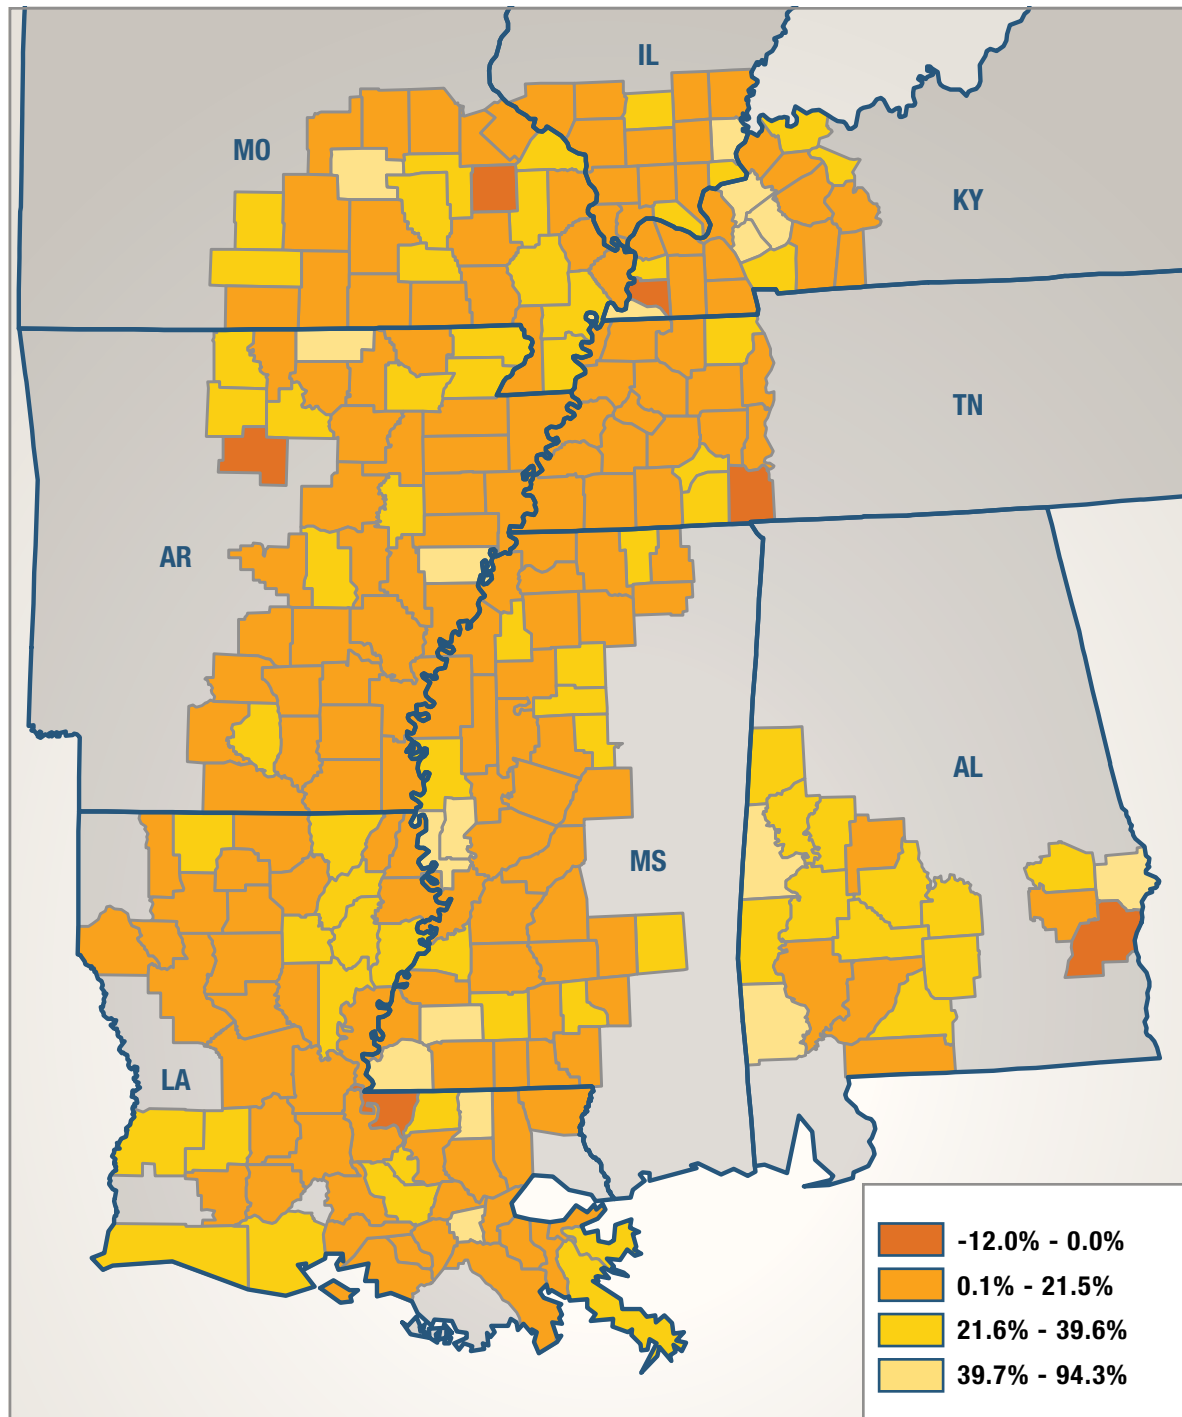 IL
MO
KY
TN
AR
AL
MS
LA
-12.0% - 0.0%
0.1% - 21.5%
21.6% - 39.6%
39.7% - 94.3%